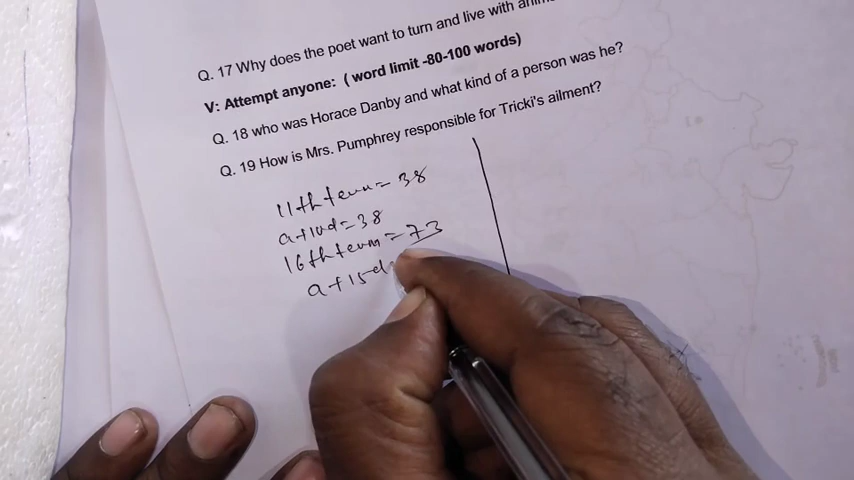 Q. 17 Why does the poet want to turn and live with
V: Attempt anyone: ( word limit -80-100 words)
Q. 18 who was Horace Danby and what kind of a person was he?
Q. 19 How is Mrs. Pumphrey responsible for Tricki's ailment?
11th term = 38
a+10d=38
16th term = 73
a+15d